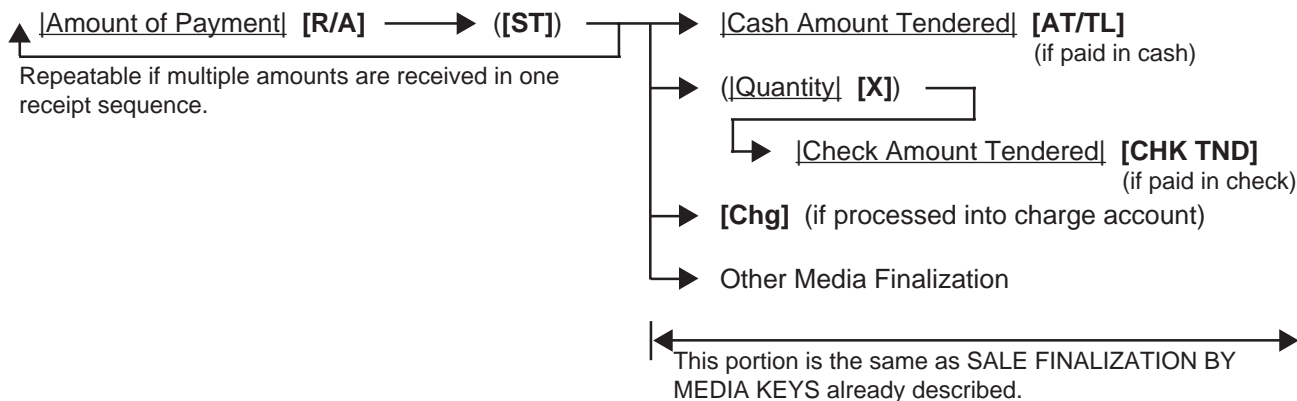 |Amount of Payment| [R/A] ([ST]) |Cash Amount Tendered| [AT/TL]
(if paid in cash)
Repeatable if multiple amounts are received in one
receipt sequence.
(|Quantity| [X])
|Check Amount Tendered| [CHK TND]
(if paid in check)
[Chg] (if processed into charge account)
Other Media Finalization
This portion is the same as SALE FINALIZATION BY
MEDIA KEYS already described.